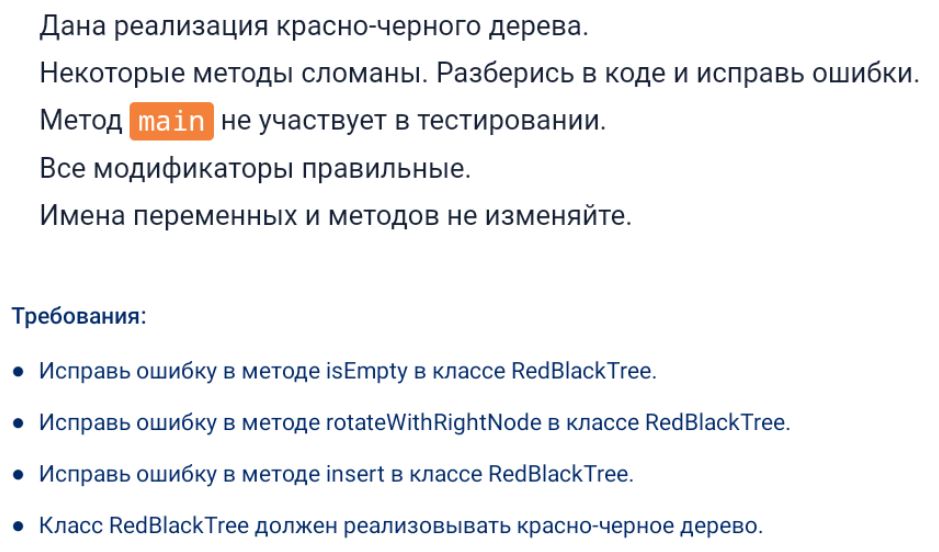 Дана реализация красно-черного дерева.
Некоторые методы сломаны. Разберись в коде и исправь ошибки.
Метод main не участвует в тестировании.
Все модификаторы правильные.
Имена переменных и методов не изменяйте.
Требования:
● Исправь ошибку в методе isEmpty в классе RedBlackTree.
● Исправь ошибку в методе rotateWithRightNode в классе RedBlackTree.
● Исправь ошибку в методе insert в классе RedBlackTree.
● Класс RedBlackTree должен реализовывать красно-черное дерево.